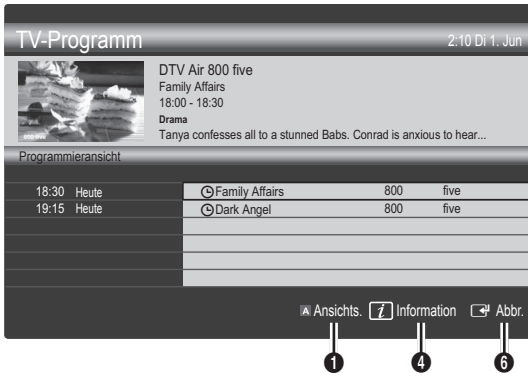 TV-Programm 2:10 Di 1. Jun
DTV Air 800 five
Family Affairs
18:00 - 18:30
Drama
Tanya confesses all to a stunned Babs. Conrad is anxious to hear...
800 five
Programmieransicht
18:30 Heute Family Affairs 800 five
19:15 Heute Dark Angel 800 five
A Ansichts. i Information Abbr.
1 4 6